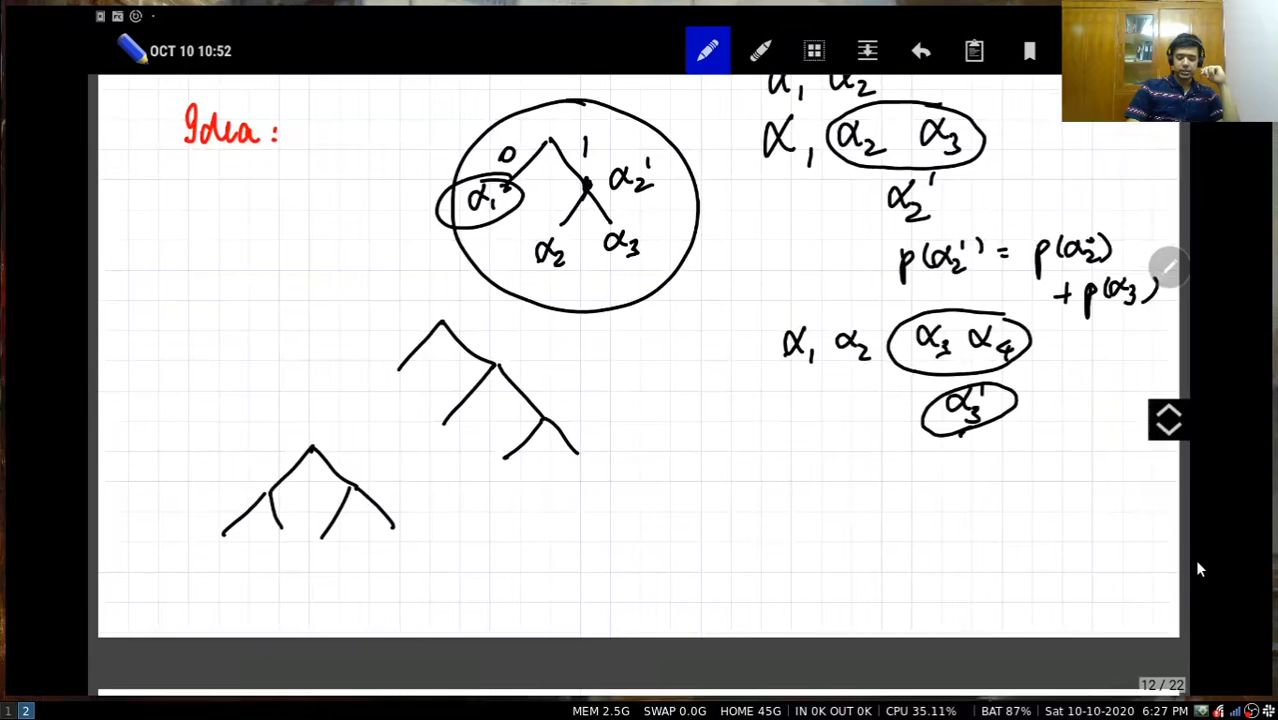 OCT 10 10:52
α1 α2
Idea:
0 1
α1 α2'
α2 α3
α1 α2 α3
α2'
p(α2') = p(α2)
+ p(α3)
α1 α2 α3 α4
α3'
12 / 22
1 2
MEM 2.5G SWAP 0.0G HOME 45G IN 0K OUT 0K CPU 35.11% BAT 87% Sat 10-10-2020 6:27 PM